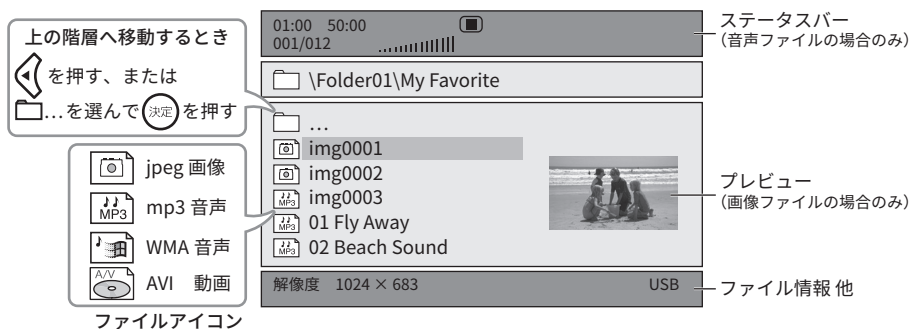 上の階層へ移動するとき
を押す、または
…を選んで 決定 を押す
jpeg 画像
MP3
mp3 音声
WMA 音声
A/V
AVI 動画
ファイルアイコン
01:00 50:00
001/012
\Folder01\My Favorite
…
img0001
img0002
MP3 img0003
MP3 01 Fly Away
MP3 02 Beach Sound
解像度 1024 × 683 USB
ステータスバー
（音声ファイルの場合のみ）
プレビュー
（画像ファイルの場合のみ）
ファイル情報 他